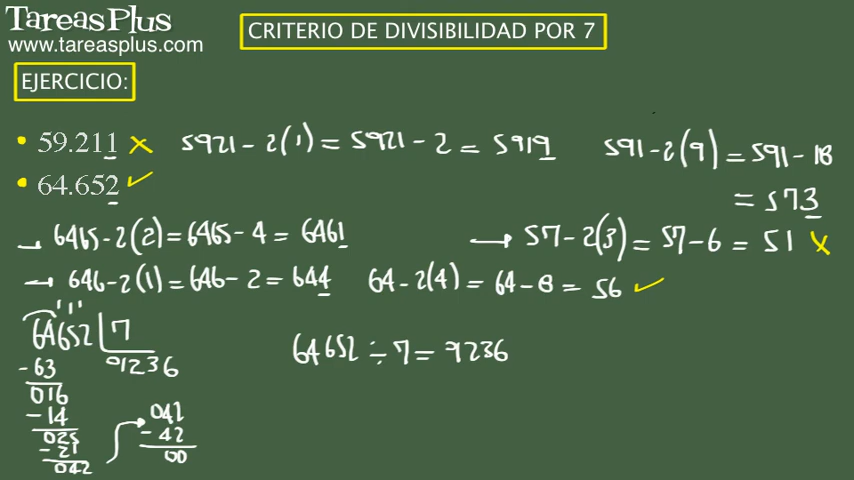 TareasPlus
www.tareasplus.com
CRITERIO DE DIVISIBILIDAD POR 7
EJERCICIO:
• 59.211 x 5921-2(1)=5921-2=5919 591-2(9)=591-18
• 64.652 ✓ =573
→ 6465-2(2)=6465-4=6461 → 57-2(3)=57-6=51 x
→ 646-2(1)=646-2=644 64-2(4)=64-8=56 ✓
64652 | 7
-63 09236
016
-14
025
-21
042
042
-42
00
64652÷7=9236